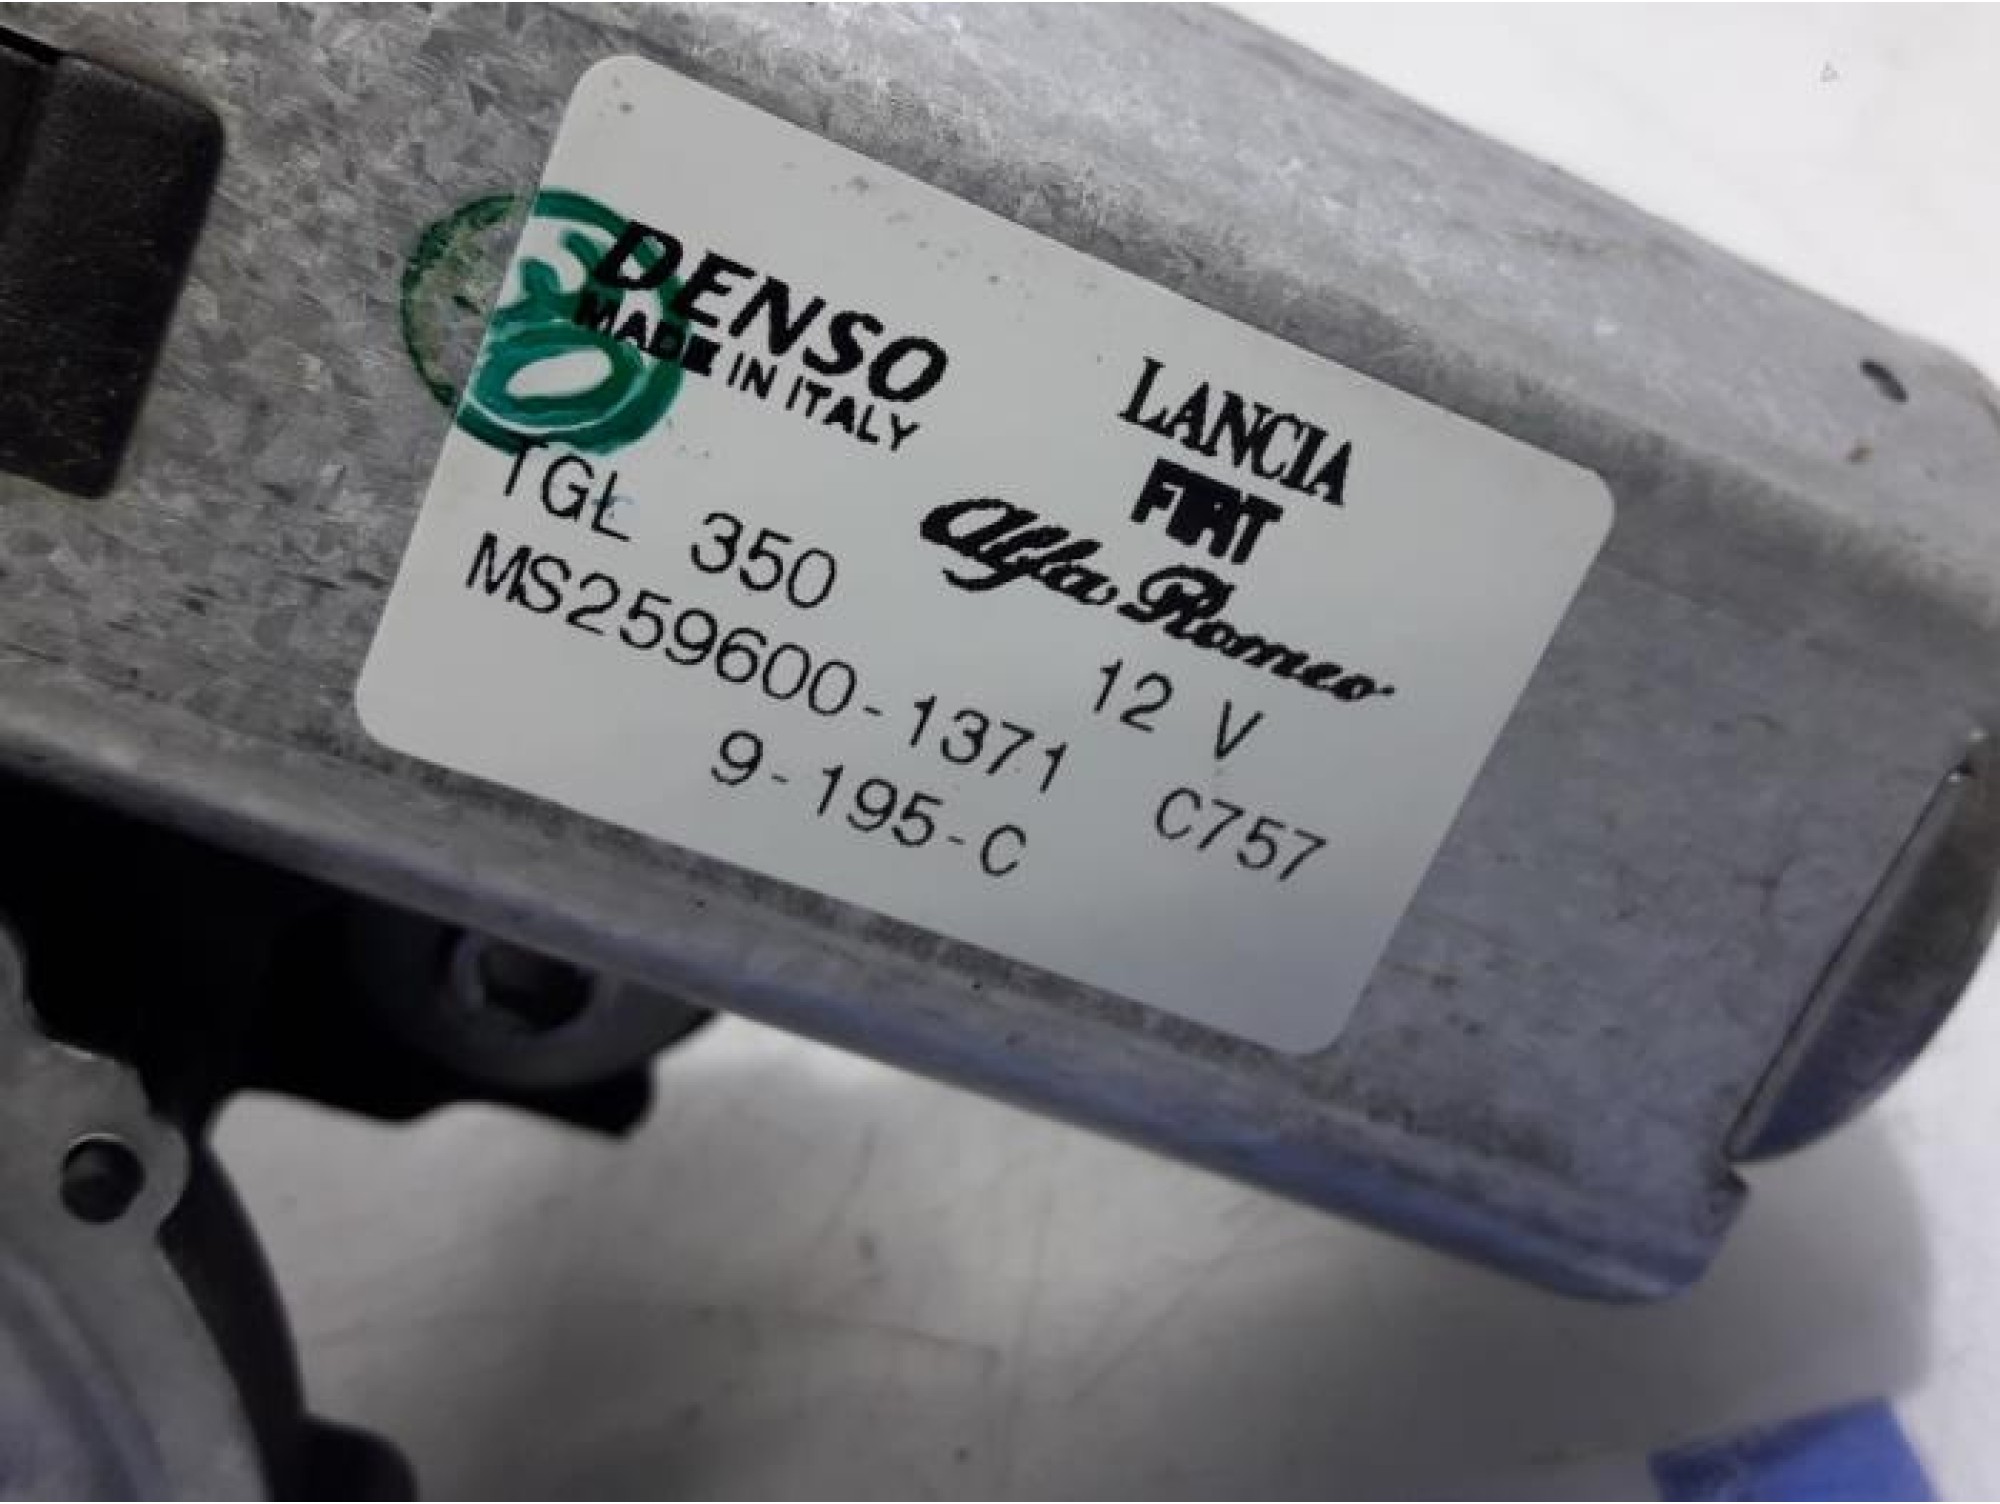 DENSO
MADE IN ITALY
LANCIA
FIAT
Alfa Romeo
TGL 350
12 V
MS259600-1371
C757
9-195-C